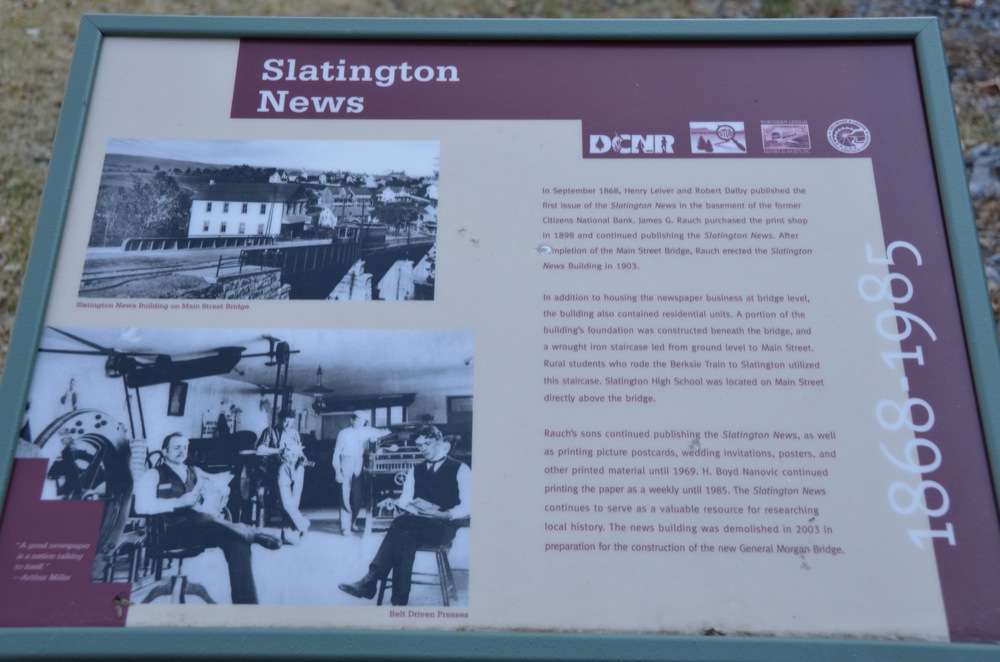 Slatington
News
DCNR
NORTHERN LEHIGH
In September 1868, Henry Leiver and Robert Dalby published the
first issue of the Slatington News in the basement of the former
Citizens National Bank. James G. Rauch purchased the print shop
in 1898 and continued publishing the Slatington News. After
completion of the Main Street Bridge, Rauch erected the Slatington
News Building in 1903.
Slatington News Building on Main Street Bridge
In addition to housing the newspaper business at bridge level,
the building also contained residential units. A portion of the
building's foundation was constructed beneath the bridge, and
a wrought iron staircase led from ground level to Main Street.
Rural students who rode the Berksie Train to Slatington utilized
this staircase. Slatington High School was located on Main Street
directly above the bridge.
Rauch's sons continued publishing the Slatington News, as well
as printing picture postcards, wedding invitations, posters, and
other printed material until 1969. H. Boyd Nanovic continued
printing the paper as a weekly until 1985. The Slatington News
continues to serve as a valuable resource for researching
local history. The news building was demolished in 2003 in
preparation for the construction of the new General Morgan Bridge.
1868-1985
"A good newspaper
is a nation talking
to itself."
—Arthur Miller
Belt Driven Presses